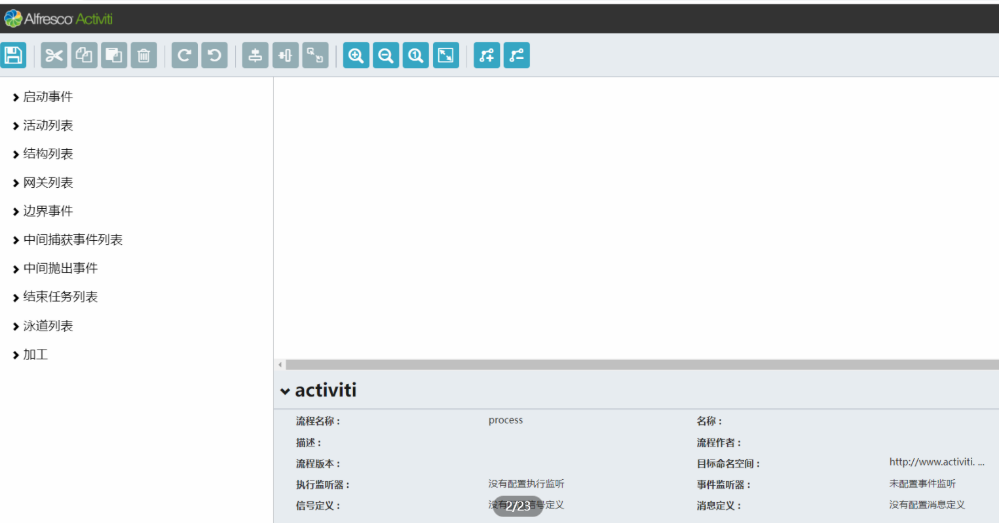 Alfresco Activiti
启动事件
活动列表
结构列表
网关列表
边界事件
中间捕获事件列表
中间抛出事件
结束任务列表
泳道列表
加工
activiti
流程名称： process 名称：
描述： 流程作者：
流程版本： 目标命名空间： http://www.activiti. ...
执行监听器： 没有配置执行监听 事件监听器： 未配置事件监听
信号定义： 没有配置信号定义 消息定义： 没有配置消息定义
2/23